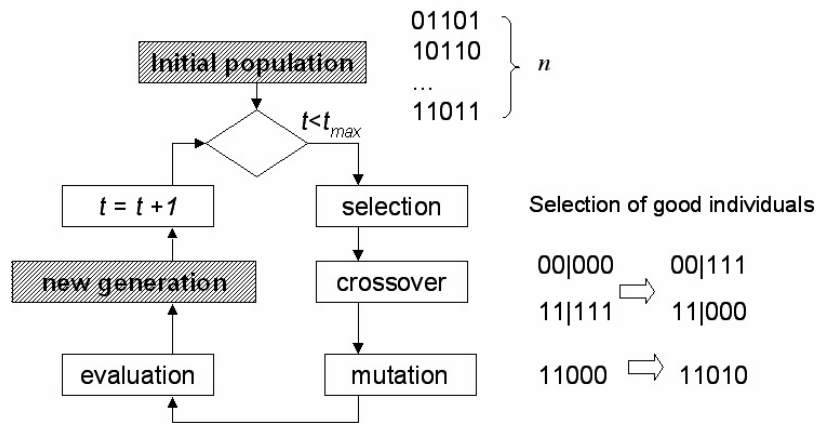 01101
10110
...
11011
n
Initial population
t<tmax
t = t +1
selection
Selection of good individuals
new generation
crossover
00|000
00|111
11|111
11|000
evaluation
mutation
11000
11010